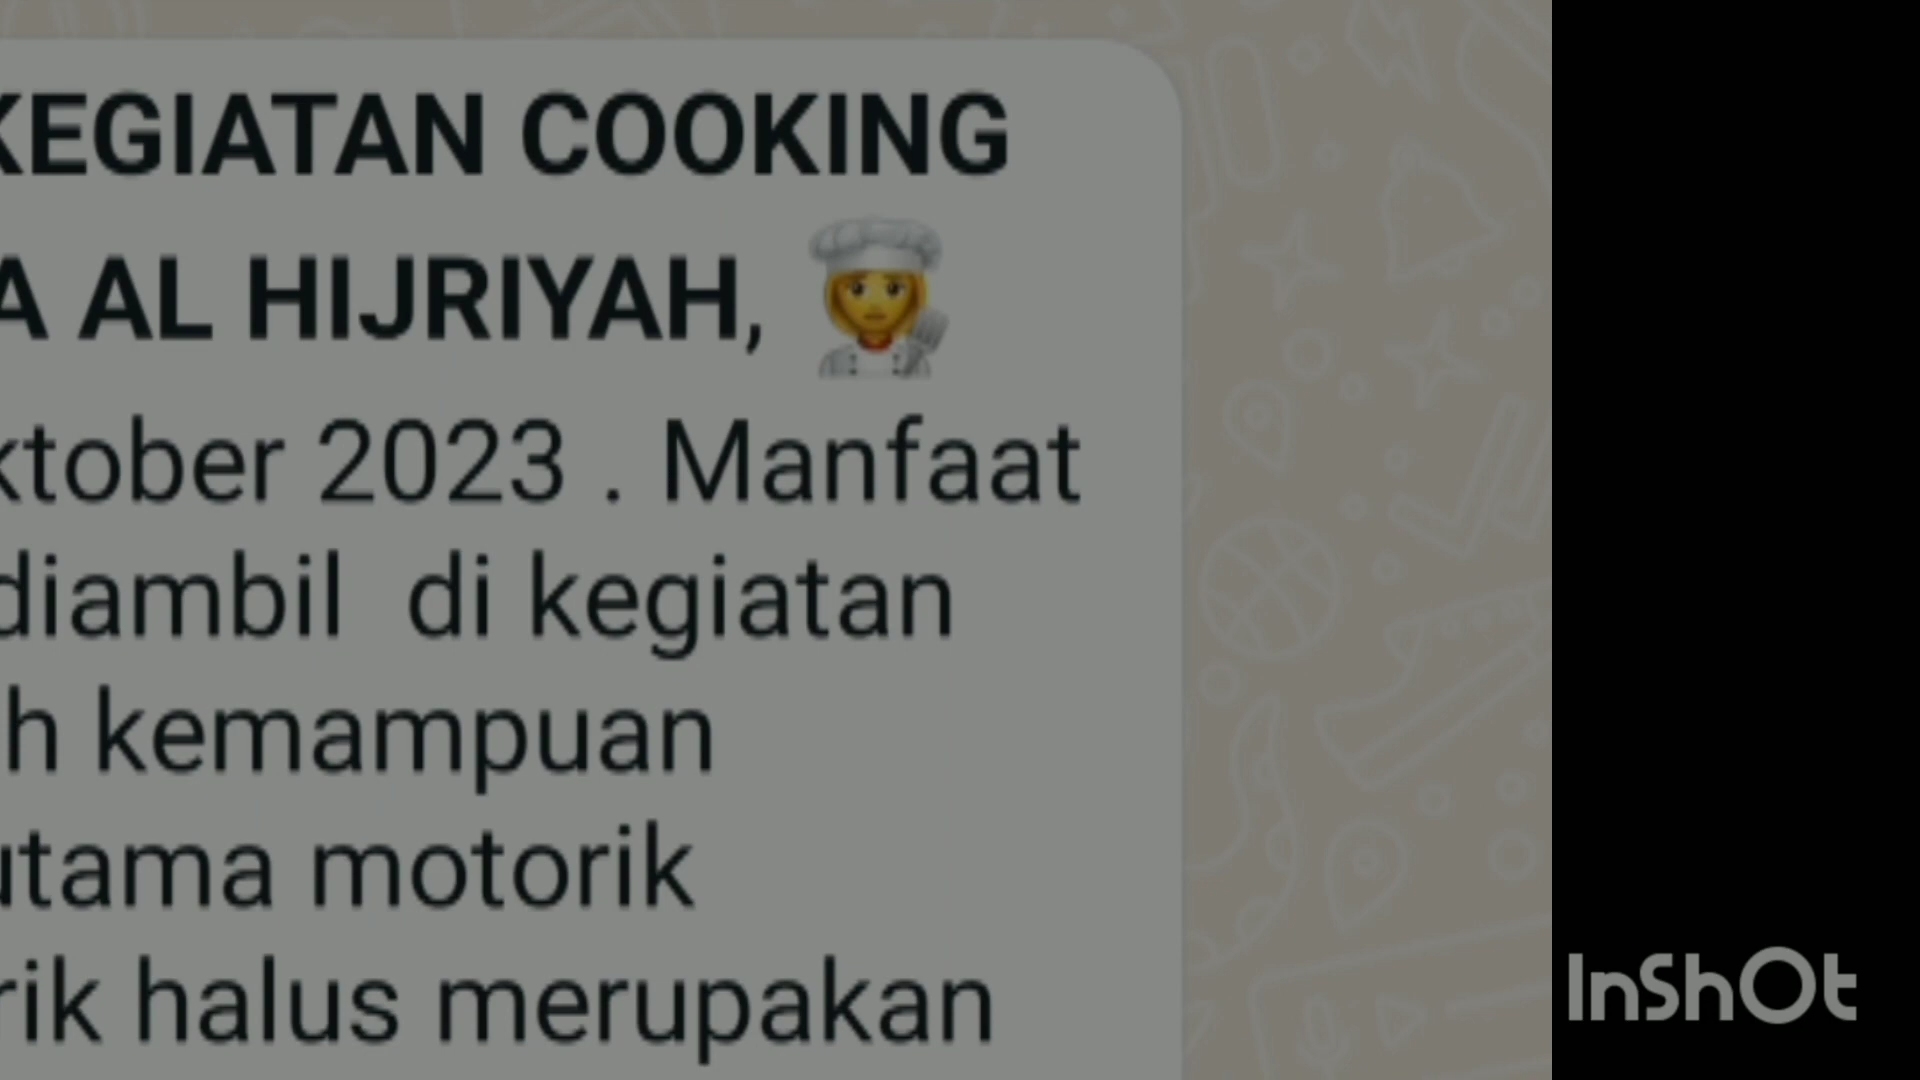 KEGIATAN COOKING
A AL HIJRIYAH, 👩‍🍳
ktober 2023 . Manfaat
diambil  di kegiatan
h kemampuan
utama motorik
rik halus merupakan
InShOt